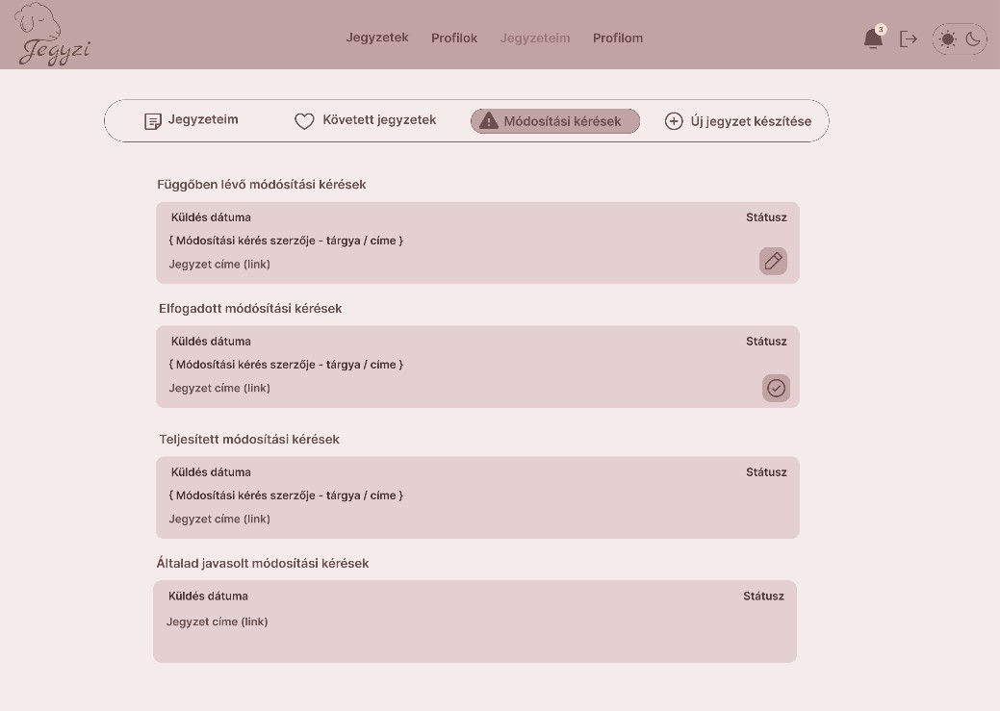 Jegyzi
Jegyzetek Profilok Jegyzeteim Profilom
3
Jegyzeteim Követett jegyzetek Módosítási kérések Új jegyzet készítése
Függőben lévő módósítási kérések
Küldés dátuma Státusz
{ Módosítási kérés szerzője - tárgya / címe }
Jegyzet címe (link)
Elfogadott módósítási kérések
Küldés dátuma Státusz
{ Módosítási kérés szerzője - tárgya / címe }
Jegyzet címe (link)
Teljesített módosítási kérések
Küldés dátuma Státusz
{ Módosítási kérés szerzője - tárgya / címe }
Jegyzet címe (link)
Általad javasolt módosítási kérések
Küldés dátuma Státusz
Jegyzet címe (link)